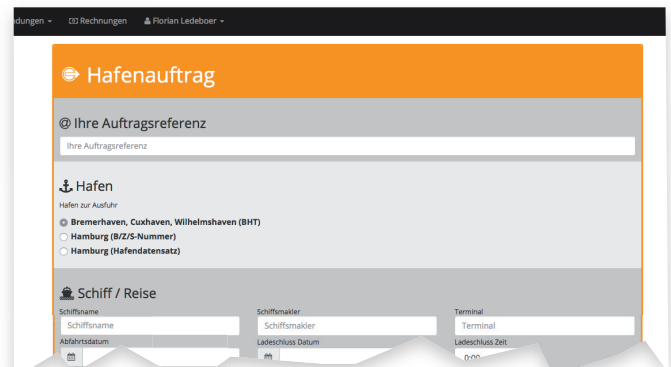 Rechnungen Florian Ledeboer
Hafenauftrag
@ Ihre Auftragsreferenz
Ihre Auftragsreferenz
Hafen
Hafen zur Ausfuhr
Bremerhaven, Cuxhaven, Wilhelmshaven (BHT)
Hamburg (B/Z/S-Nummer)
Hamburg (Hafendatensatz)
Schiff / Reise
Schiffsname Schiffsmakler Terminal
Schiffsname Schiffsmakler Terminal
Abfahrtsdatum Ladeschluss Datum Ladeschluss Zeit
0:00